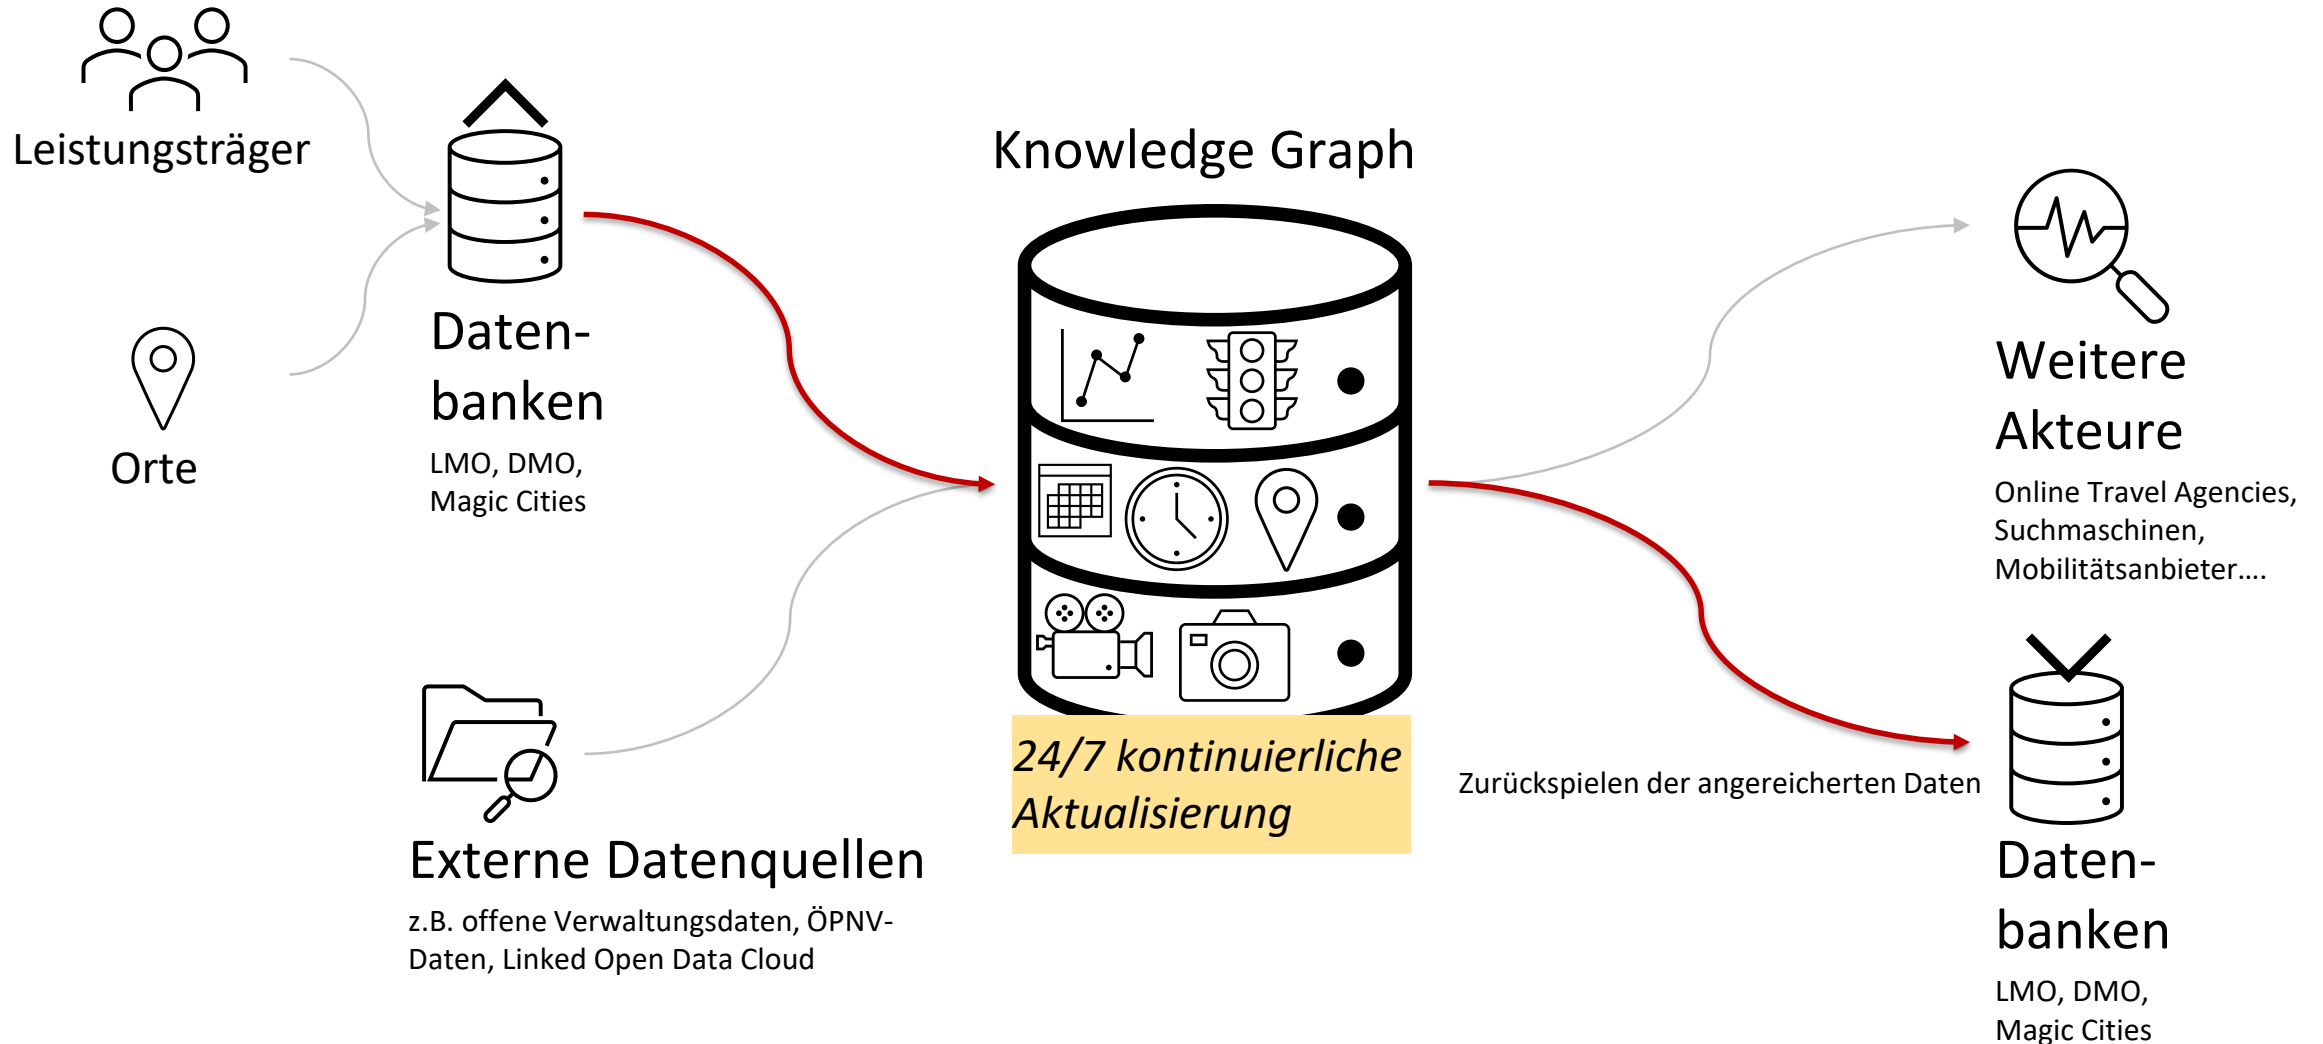 Leistungsträger
Orte
Daten-
banken
LMO, DMO,
Magic Cities
Externe Datenquellen
z.B. offene Verwaltungsdaten, ÖPNV-
Daten, Linked Open Data Cloud
Knowledge Graph
24/7 kontinuierliche
Aktualisierung
Weitere
Akteure
Online Travel Agencies,
Suchmaschinen,
Mobilitätsanbieter….
Zurückspielen der angereicherten Daten
Daten-
banken
LMO, DMO,
Magic Cities